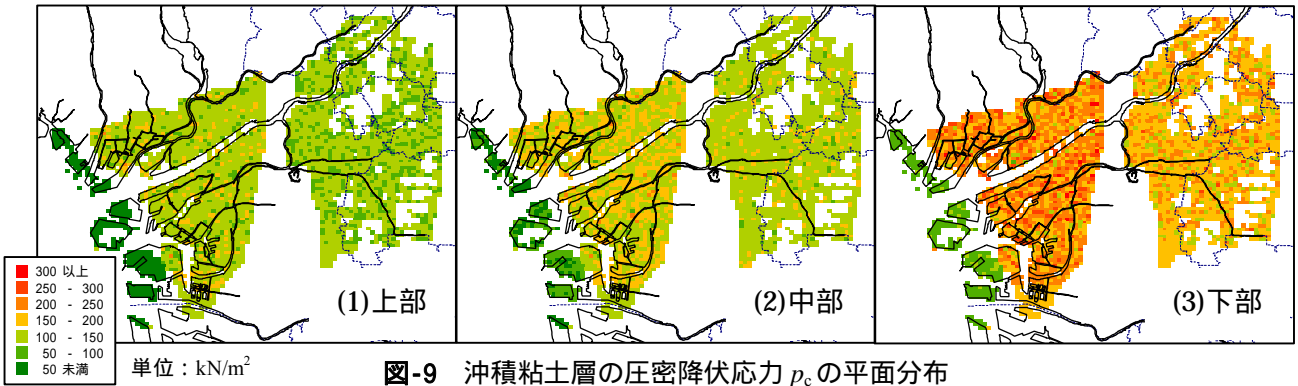 (1)上部
(2)中部
(3)下部
300 以上
250 - 300
200 - 250
150 - 200
100 - 150
50 - 100
50 未満
単位：kN/m²
図-9 沖積粘土層の圧密降伏応力 pcの平面分布